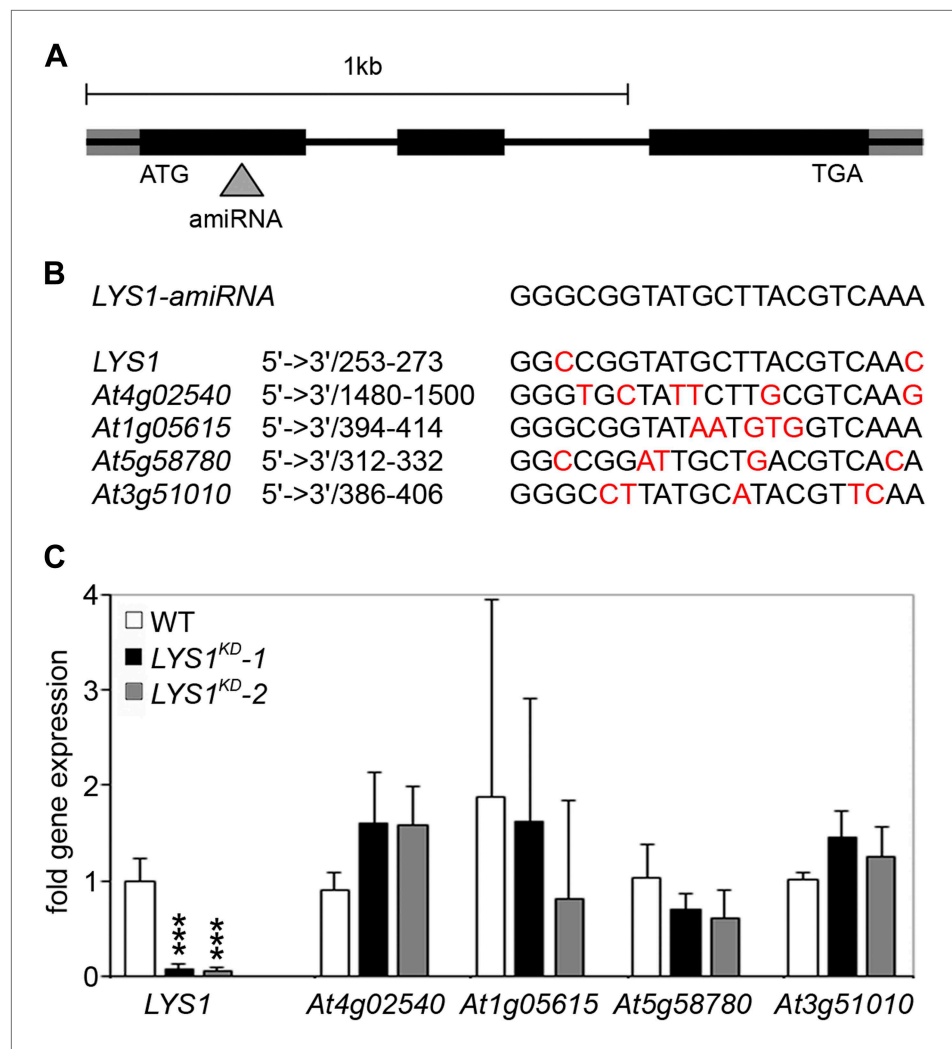 A
1kb
ATG
TGA
amiRNA
B
LYS1-amiRNA GGGCGGTATGCTTACGTCAAA
LYS1 5'->3'/253-273 GGCCGGTATGCTTACGTCAAC
At4g02540 5'->3'/1480-1500 GGGTGCTATTCTTGCGTCAAG
At1g05615 5'->3'/394-414 GGGCGGTATAATGTGGTCAAA
At5g58780 5'->3'/312-332 GGCCGGATTGCTGACGTCACA
At3g51010 5'->3'/386-406 GGGCCTTATGCATACGTTCAA
C
fold gene expression
4
3
2
1
0
WT
LYS1KD-1
LYS1KD-2
*** ***
LYS1 At4g02540 At1g05615 At5g58780 At3g51010